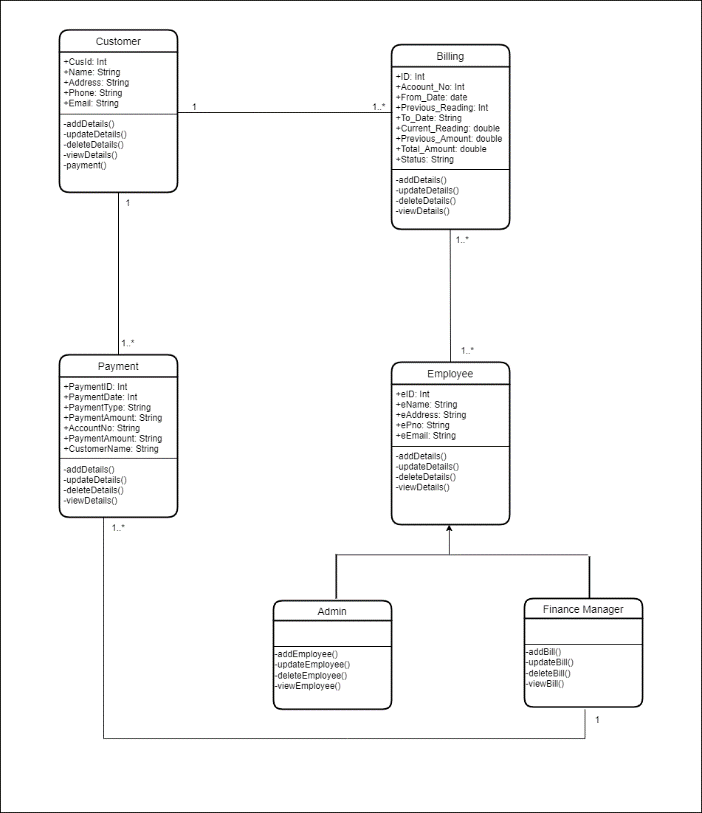 Customer
+CusId: Int
+Name: String
+Address: String
+Phone: String
+Email: String
-addDetails()
-updateDetails()
-deleteDetails()
-viewDetails()
-payment()
Billing
+ID: Int
+Acoount_No: Int
+From_Date: date
+Previous_Reading: Int
+To_Date: String
+Current_Reading: double
+Previous_Amount: double
+Total_Amount: double
+Status: String
-addDetails()
-updateDetails()
-deleteDetails()
-viewDetails()
1
1..*
1
1..*
1..*
1..*
Payment
+PaymentID: Int
+PaymentDate: Int
+PaymentType: String
+PaymentAmount: String
+AccountNo: String
+PaymentAmount: String
+CustomerName: String
-addDetails()
-updateDetails()
-deleteDetails()
-viewDetails()
Employee
+eID: Int
+eName: String
+eAddress: String
+ePno: String
+eEmail: String
-addDetails()
-updateDetails()
-deleteDetails()
-viewDetails()
1..*
Admin
-addEmployee()
-updateEmployee()
-deleteEmployee()
-viewEmployee()
Finance Manager
-addBill()
-updateBill()
-deleteBill()
-viewBill()
1